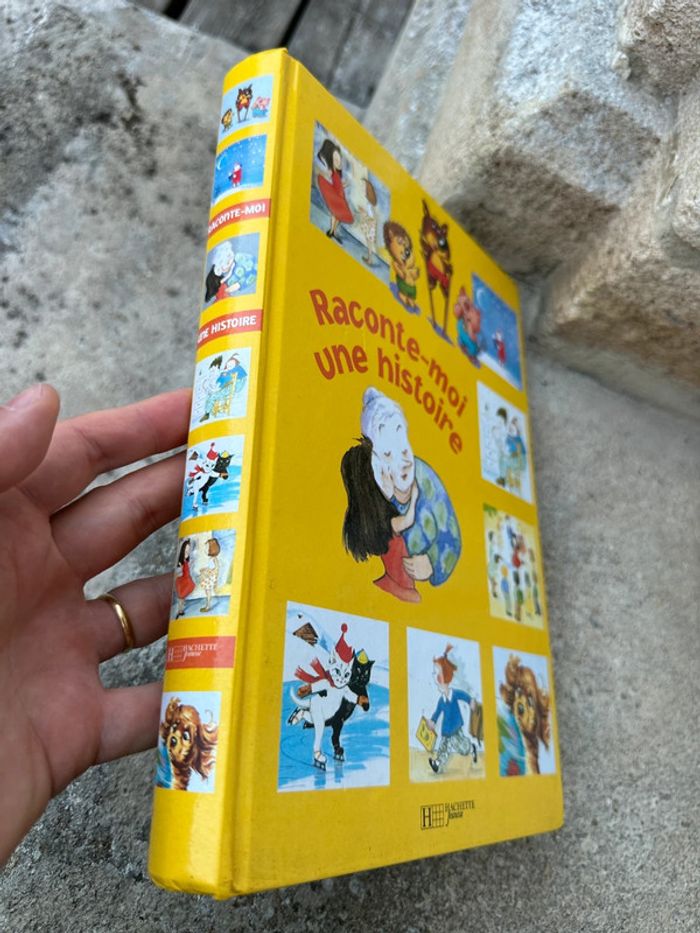 RACONTE-MOI
UNE HISTOIRE
HACHETTE
Jeunesse
Raconte-moi
une histoire
H
HACHETTE
Jeunesse